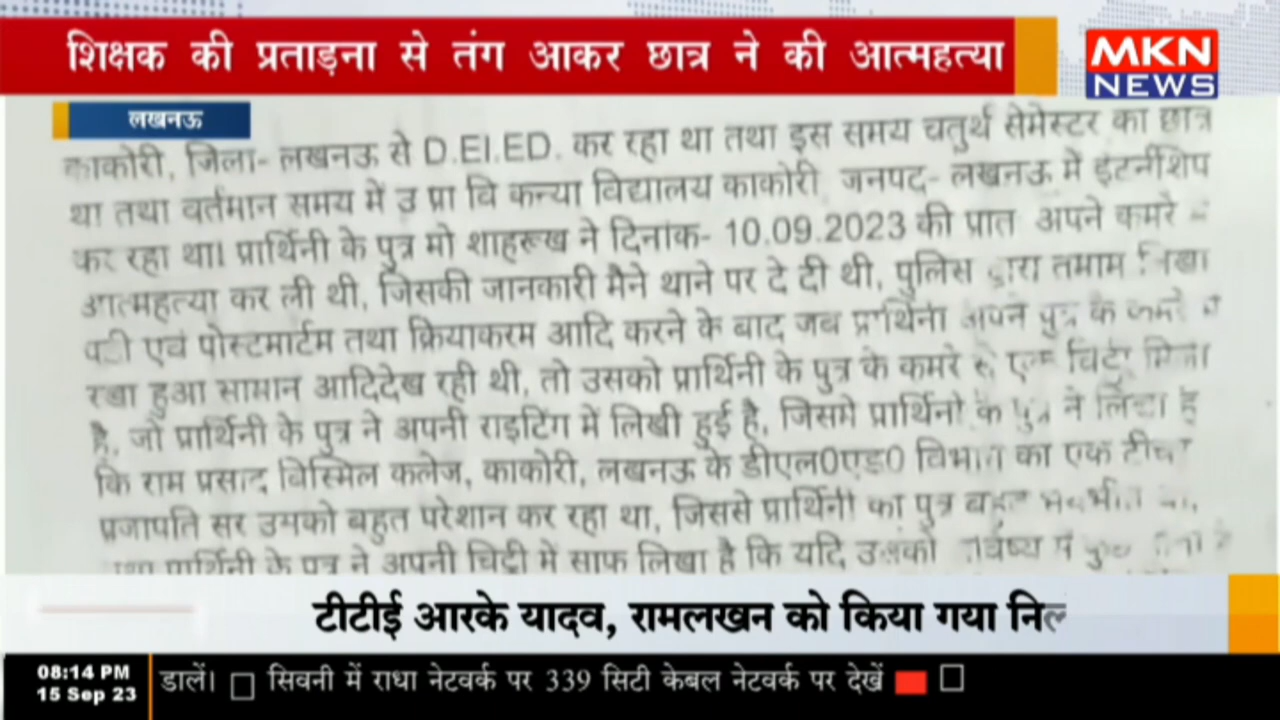 शिक्षक की प्रताड़ना से तंग आकर छात्र ने की आत्महत्या
MKN
NEWS
लखनऊ
काकोरी, जिला- लखनऊ से D.El.ED. कर रहा था तथा इस समय चतुर्थ सेमेस्टर का छात्र
था तथा वर्तमान समय में उ प्रा वि कन्या विद्यालय काकोरी जनपद- लखनऊ में इंटर्नशिप
कर रहा था। प्रार्थिनी के पुत्र मो शाहरूख ने दिनांक- 10.09.2023 की प्रात अपने कमरे
आत्महत्या कर ली थी, जिसकी जानकारी मैने थाने पर दे दी थी, पुलिस द्वारा तमाम
एवं पोस्टमार्टम तथा क्रियाकरम आदि करने के बाद जब प्रार्थिनी अपने पुत्र के कमरे
रखा हुआ सामान आदिदेख रही थी, तो उसको प्रार्थिनी के पुत्र के कमरे से एक
है, जो प्रार्थिनी के पुत्र ने अपनी राइटिंग में लिखी हुई है, जिसमे प्रार्थिनी के पुत्र ने लिखा है
कि राम प्रसाद बिस्मिल कलेज, काकोरी, लखनऊ के डीएल0एड0 विभाग का एक टीचर
प्रजापति सर उमको बहुत परेशान कर रहा था, जिससे प्रार्थिनी का पुत्र बहुत
प्रार्थिनी के पुत्र ने अपनी चिट्ठी में साफ लिखा है कि यदि उसको भविष्य में कुछ
टीटीई आरके यादव, रामलखन को किया गया
08:14 PM
15 Sep 23
डालें। सिवनी में राधा नेटवर्क पर 339 सिटी केबल नेटवर्क पर देखें